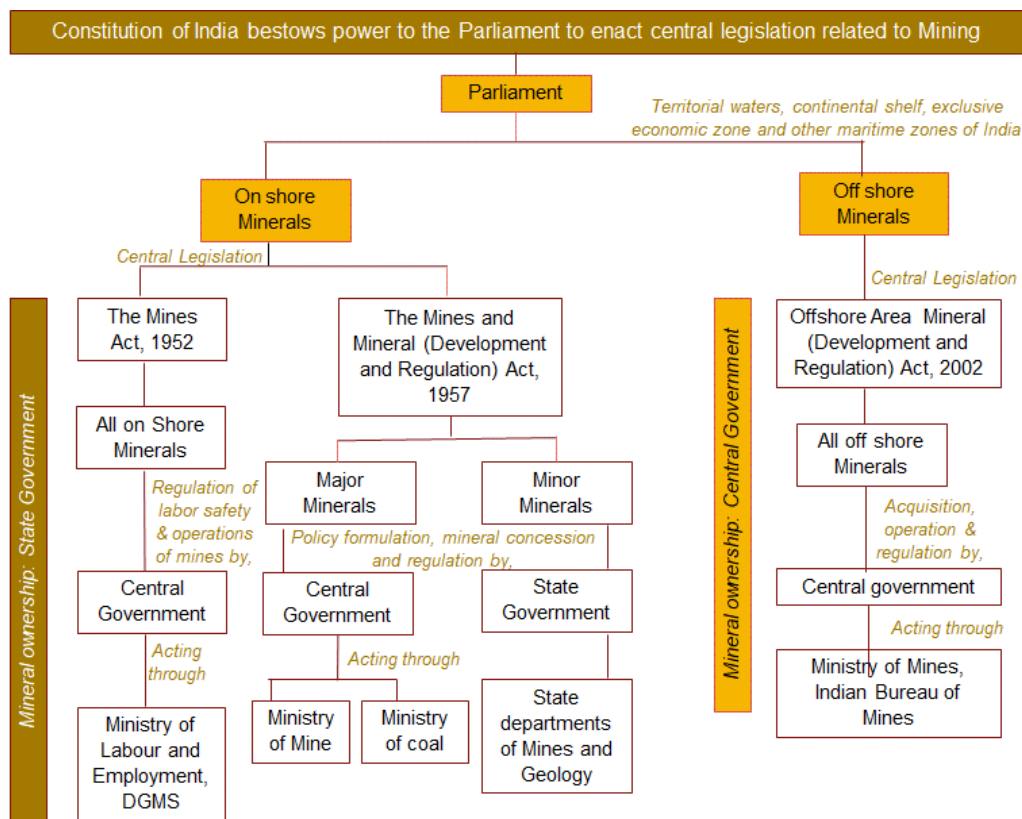 Constitution of India bestows power to the Parliament to enact central legislation related to Mining
Parliament
Territorial waters, continental shelf, exclusive
economic zone and other maritime zones of India
On shore
Minerals
Off shore
Minerals
Central Legislation
Central Legislation
Mineral ownership: State Government
The Mines
Act, 1952
The Mines and
Mineral (Development
and Regulation) Act,
1957
Mineral ownership: Central Government
Offshore Area Mineral
(Development and
Regulation) Act, 2002
All on Shore
Minerals
All off shore
Minerals
Major
Minerals
Minor
Minerals
Regulation of
labor safety
& operations
of mines by,
Policy formulation, mineral concession
and regulation by,
Acquisition,
operation &
regulation by,
Central
Government
Central
Government
State
Government
Central government
Acting
through
Acting through
Acting through
Ministry of
Labour and
Employment,
DGMS
Ministry
of Mine
Ministry
of coal
State
departments
of Mines and
Geology
Ministry of Mines,
Indian Bureau of
Mines